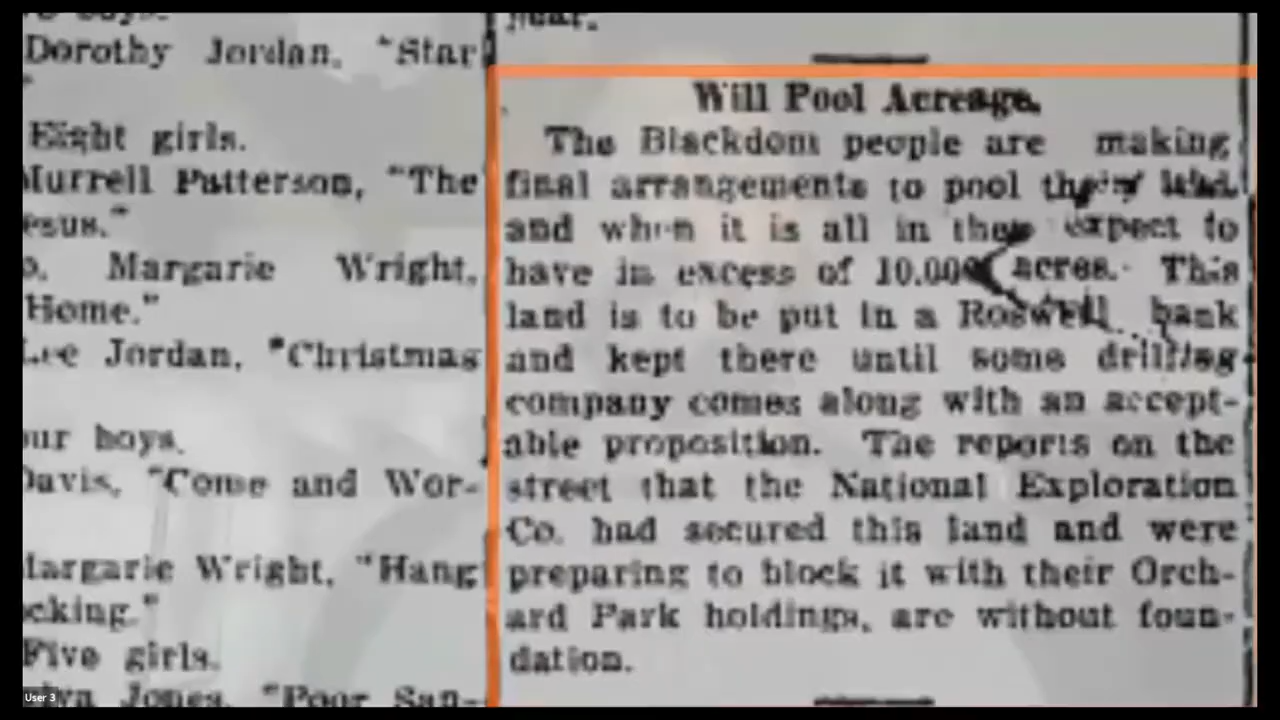 Dorothy Jordan, "Star
"
Eight girls.
Murrell Patterson, "The
esus."
o. Margarie Wright,
Home."
Lee Jordan, "Christmas
our boys.
Davis, "Come and Wor-
Margarie Wright, "Hang
cking."
Five girls.
Jones, "Poor San-
Will Pool Acreage.
The Blackdom people are making
final arrangements to pool their land
and when it is all in they expect to
have in excess of 10,000 acres. This
land is to be put in a Roswell bank
and kept there until some drilling
company comes along with an accept-
able proposition. The reports on the
street that the National Exploration
Co. had secured this land and were
preparing to block it with their Orch-
ard Park holdings, are without foun-
dation.
User 3